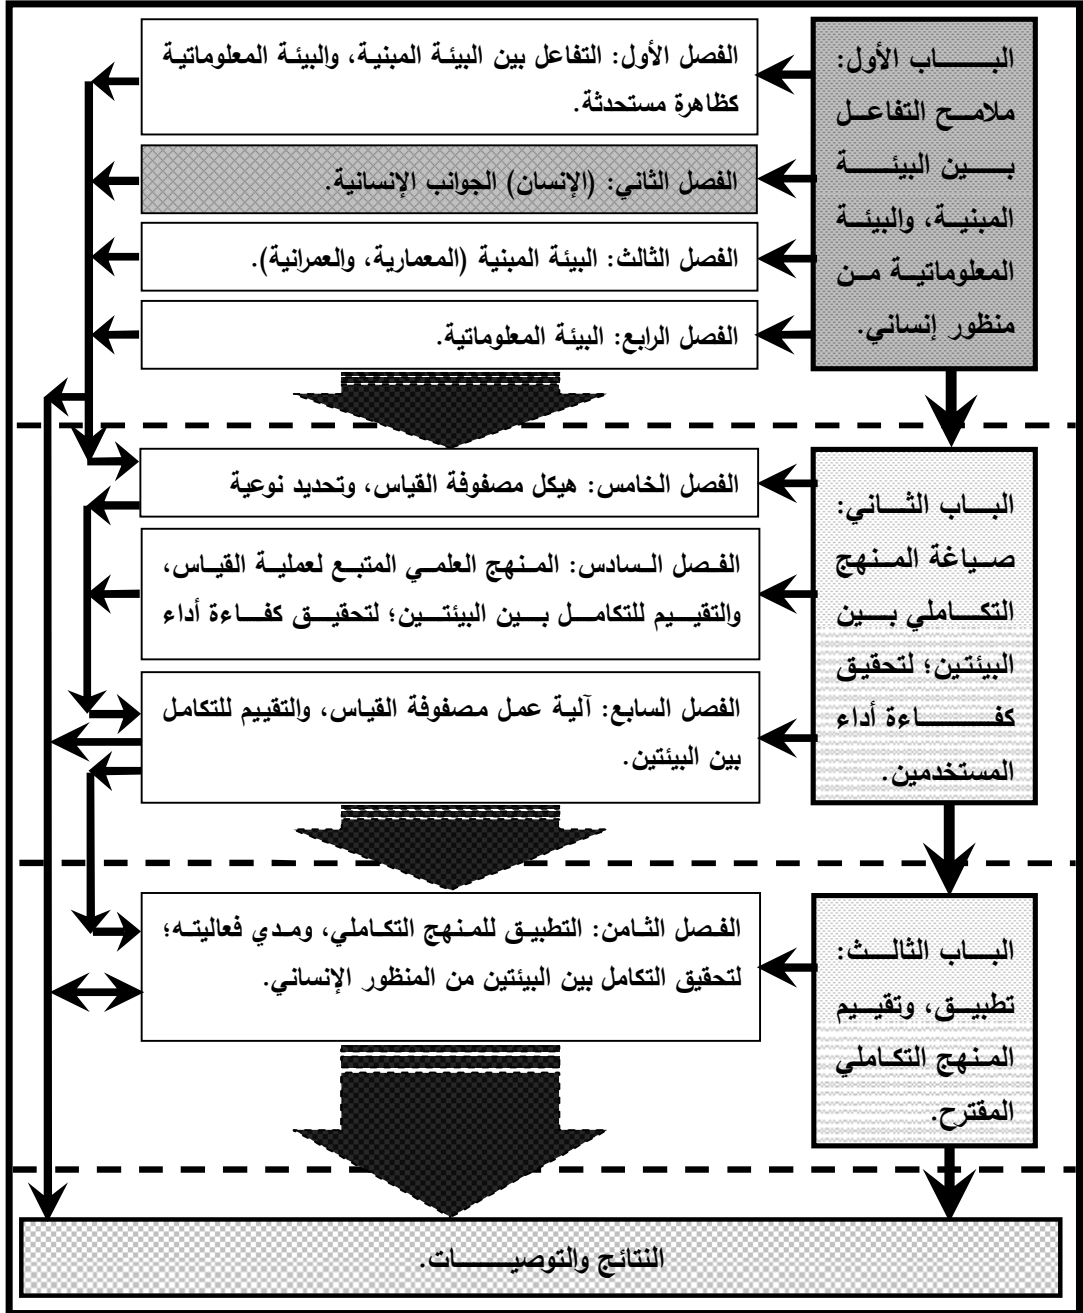 الباب الأول:
ملامح التفاعل
بين البيئة
المبنية، والبيئة
المعلوماتية من
منظور إنساني.
الفصل الأول: التفاعل بين البيئة المبنية، والبيئة المعلوماتية
كظاهرة مستحدثة.
الفصل الثاني: (الإنسان) الجوانب الإنسانية.
الفصل الثالث: البيئة المبنية (المعمارية، والعمرانية).
الفصل الرابع: البيئة المعلوماتية.
الباب الثاني:
صياغة المنهج
التكاملي بين
البيئتين؛ لتحقيق
كفاءة أداء
المستخدمين.
الفصل الخامس: هيكل مصفوفة القياس، وتحديد نوعية
الفصل السادس: المنهج العلمي المتبع لعملية القياس،
والتقييم للتكامل بين البيئتين؛ لتحقيق كفاءة أداء
الفصل السابع: آلية عمل مصفوفة القياس، والتقييم للتكامل
بين البيئتين.
الباب الثالث:
تطبيق، وتقييم
المنهج التكاملي
المقترح.
الفصل الثامن: التطبيق للمنهج التكاملي، ومدي فعاليته؛
لتحقيق التكامل بين البيئتين من المنظور الإنساني.
النتائج والتوصيات.